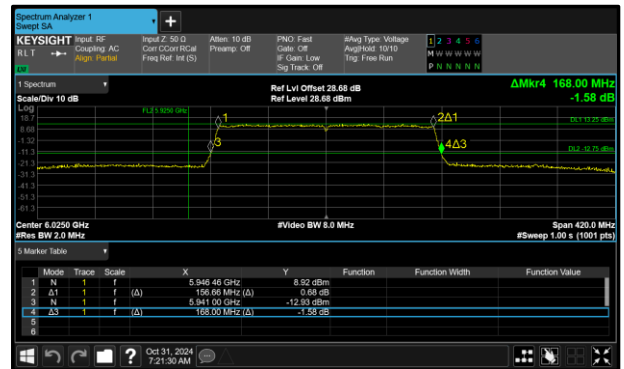 Spectrum Analyzer 1
Swept SA
KEYSIGHT Input: RF Input Z: 50 Ω Atten: 10 dB PNO: Fast #Avg Type: Voltage 1 2 3 4 5 6
RLT Coupling: AC Corr CCorr RCal Preamp: Off Gate: Off Avg|Hold: 10/10 M W W W W W
Align: Partial Freq Ref: Int (S) IF Gain: Low Trig: Free Run
Sig Track: Off P N N N N N
LXI
1 Spectrum Ref Lvl Offset 28.68 dB ΔMkr4 168.00 MHz
Scale/Div 10 dB Ref Level 28.68 dBm -1.58 dB
Log
18.7 FL2 5.9250 GHz 1 2Δ1 DL1 13.25 dBm
8.68
-1.32 3 4Δ3
-11.3 DL2 -12.75 dBm
-21.3
-31.3
-41.3
-51.3
-61.3
Center 6.0250 GHz #Video BW 8.0 MHz Span 420.0 MHz
#Res BW 2.0 MHz #Sweep 1.00 s (1001 pts)
5 Marker Table
Mode Trace Scale X Y Function Function Width Function Value
1 N 1 f 5.946 46 GHz 8.92 dBm
2 Δ1 1 f (Δ) 156.66 MHz (Δ) 0.68 dB
3 N 1 f 5.941 00 GHz -12.93 dBm
4 Δ3 1 f (Δ) 168.00 MHz (Δ) -1.58 dB
5
6
? Oct 31, 2024
7:21:30 AM